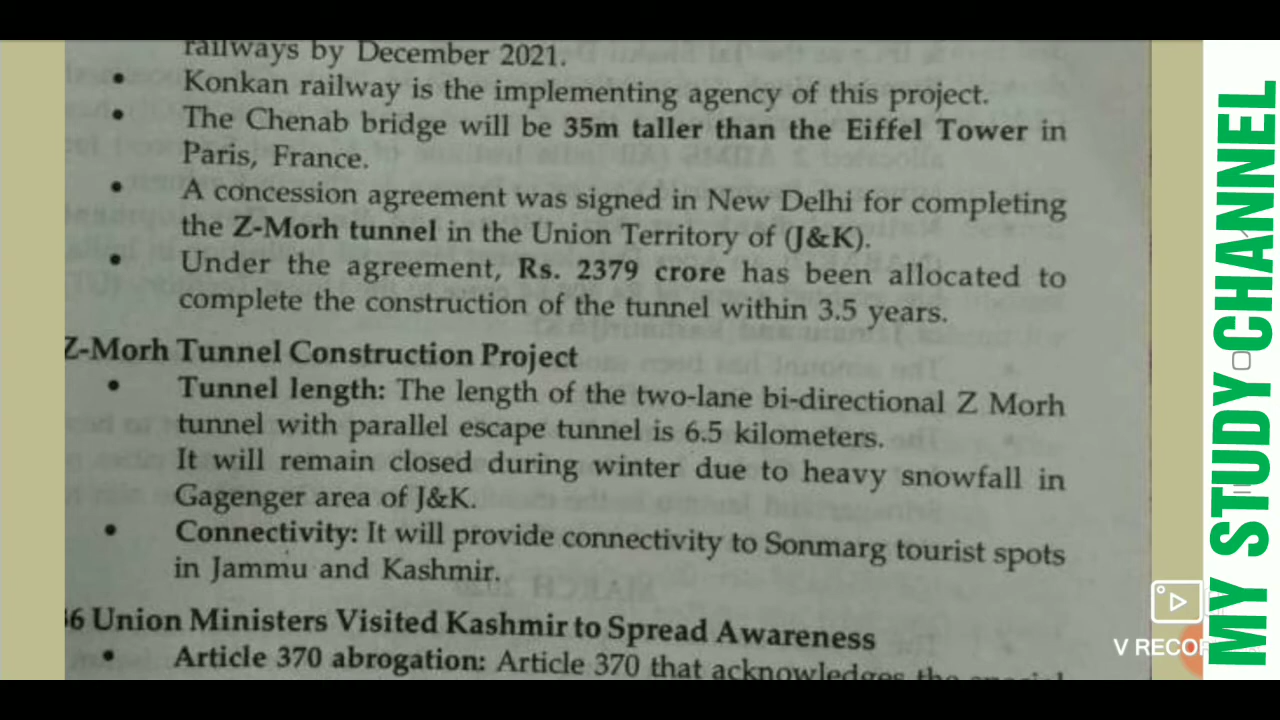 railways by December 2021.
• Konkan railway is the implementing agency of this project.
• The Chenab bridge will be 35m taller than the Eiffel Tower in
Paris, France.
• A concession agreement was signed in New Delhi for completing
the Z-Morh tunnel in the Union Territory of (J&K).
• Under the agreement, Rs. 2379 crore has been allocated to
complete the construction of the tunnel within 3.5 years.
Z-Morh Tunnel Construction Project
• Tunnel length: The length of the two-lane bi-directional Z Morh
tunnel with parallel escape tunnel is 6.5 kilometers.
It will remain closed during winter due to heavy snowfall in
Gagenger area of J&K.
• Connectivity: It will provide connectivity to Sonmarg tourist spots
in Jammu and Kashmir.
36 Union Ministers Visited Kashmir to Spread Awareness
• Article 370 abrogation: Article 370 that acknowledges the special
MY STUDY CHANNEL
V RECOR